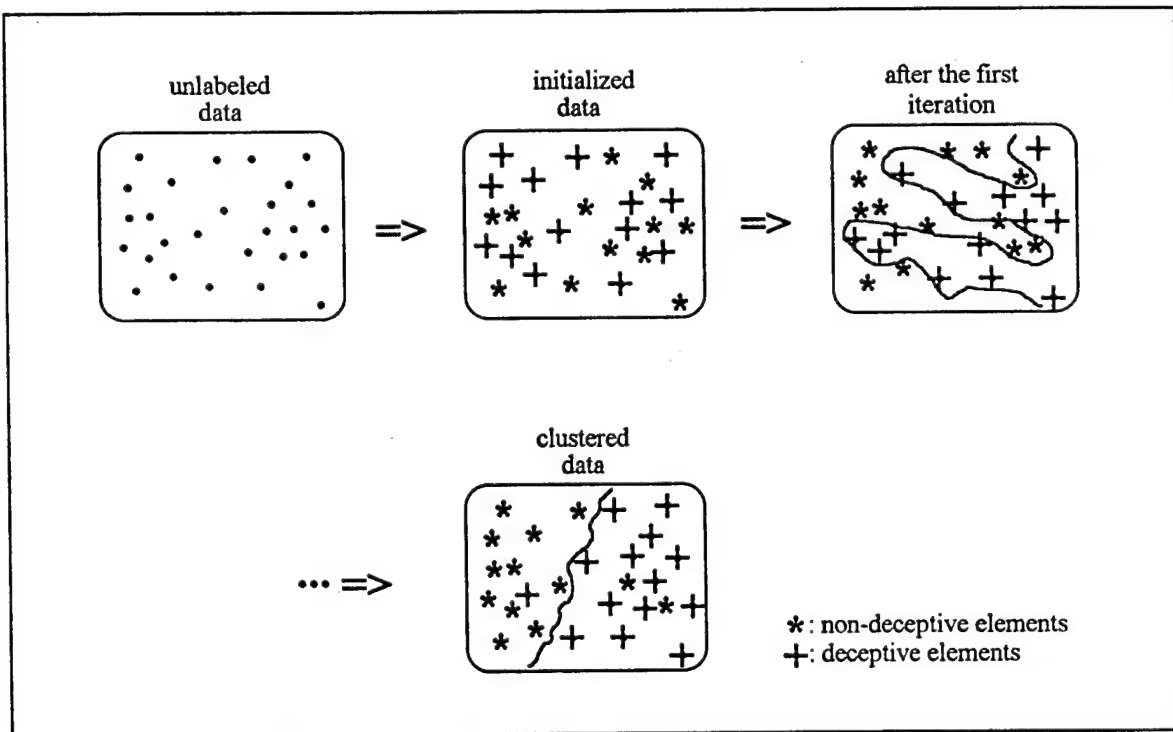 unlabeled
data
initialized
data
after the first
iteration
=>
=>
clustered
data
••• =>
*: non-deceptive elements
+: deceptive elements